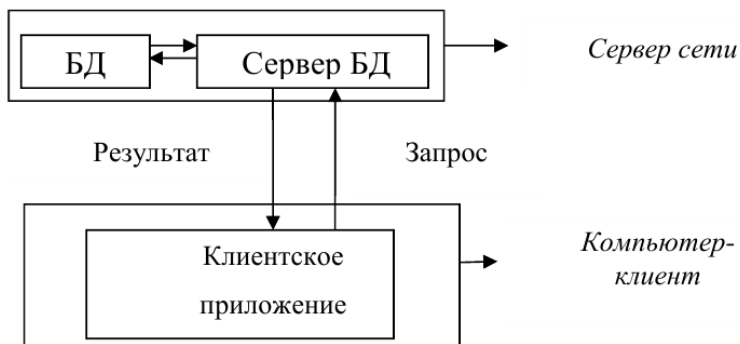 БД
Сервер БД
Сервер сети
Результат
Запрос
Клиентское
приложение
Компьютер-
клиент